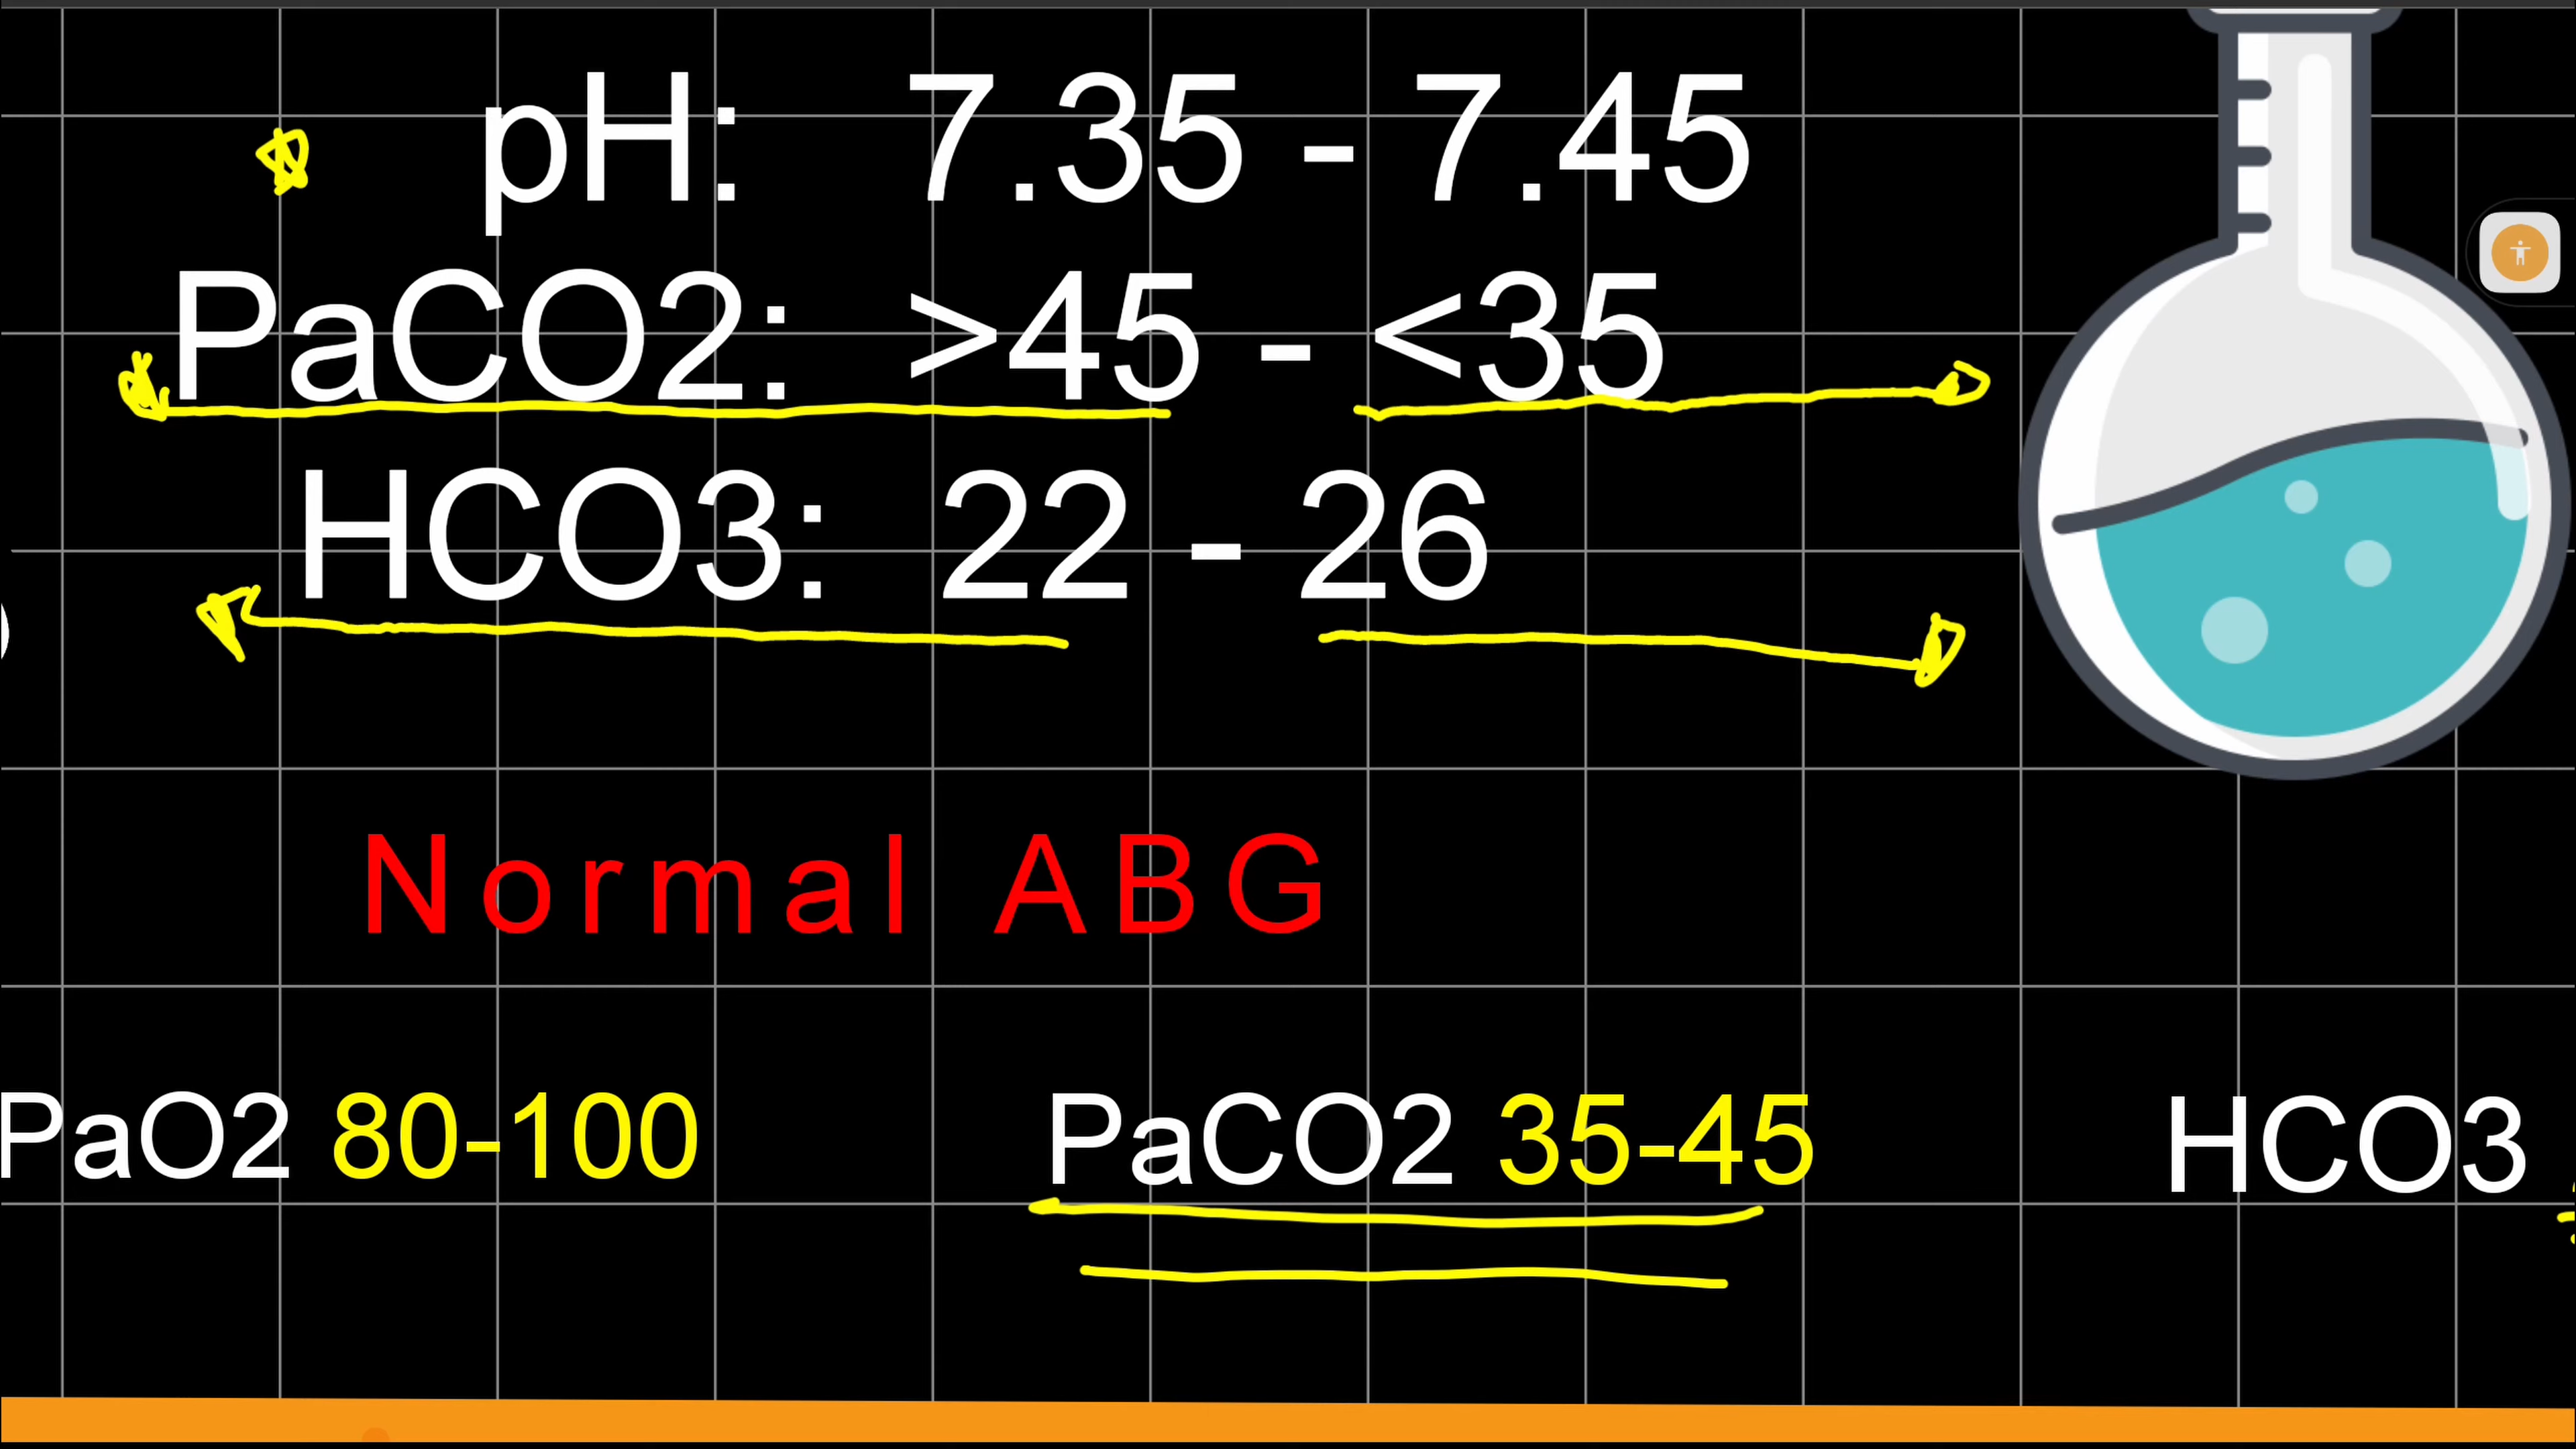 pH: 7.35 - 7.45
PaCO2: >45 - <35
HCO3: 22 - 26
Normal ABG
PaO2 80-100 PaCO2 35-45 HCO3